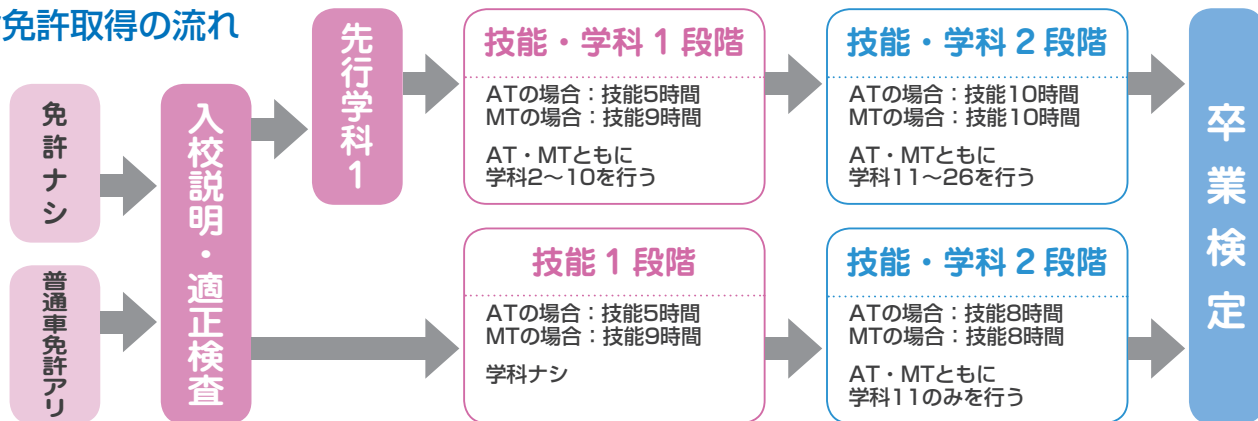 免許取得の流れ
免許ナシ
普通車免許アリ
入校説明・適正検査
先行学科1
技能・学科1段階
ATの場合：技能5時間
MTの場合：技能9時間
AT・MTともに
学科2〜10を行う
技能・学科2段階
ATの場合：技能10時間
MTの場合：技能10時間
AT・MTともに
学科11〜26を行う
技能1段階
ATの場合：技能5時間
MTの場合：技能9時間
学科ナシ
技能・学科2段階
ATの場合：技能8時間
MTの場合：技能8時間
AT・MTともに
学科11のみを行う
卒業検定